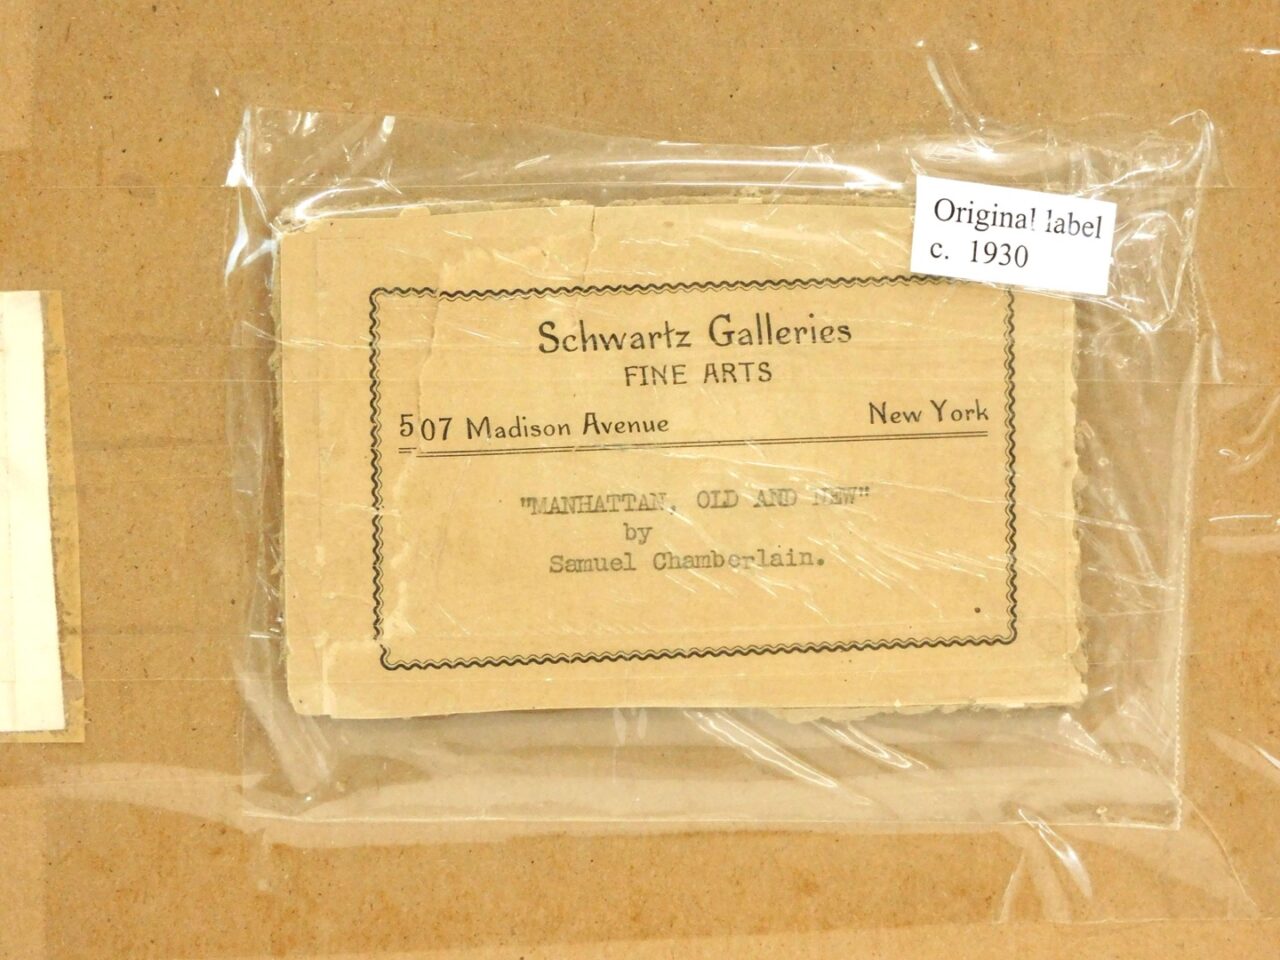 Original label
c. 1930
Schwartz Galleries
FINE ARTS
507 Madison Avenue New York
"MANHATTAN, OLD AND NEW"
by
Samuel Chamberlain.